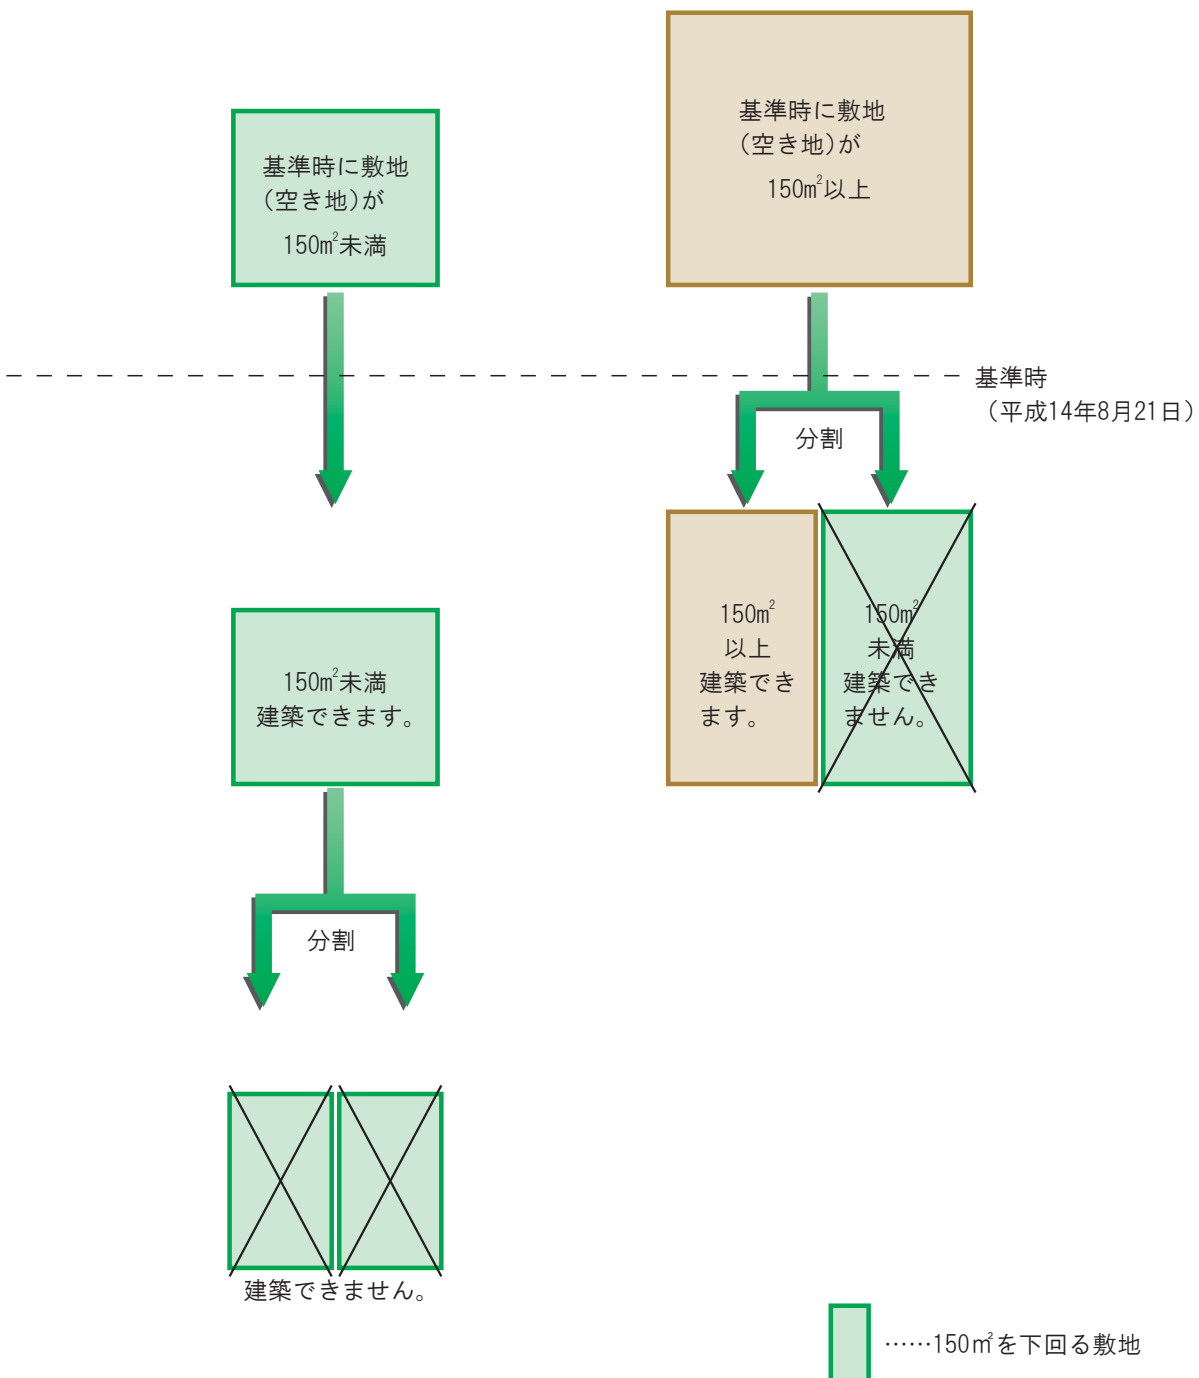 基準時に敷地
(空き地)が
150m²未満
基準時に敷地
(空き地)が
150m²以上
基準時
(平成14年8月21日)
分割
150m²
以上
建築でき
ます。
150m²
未満
建築でき
ません。
150m²未満
建築できます。
分割
建築できません。
……150㎡を下回る敷地